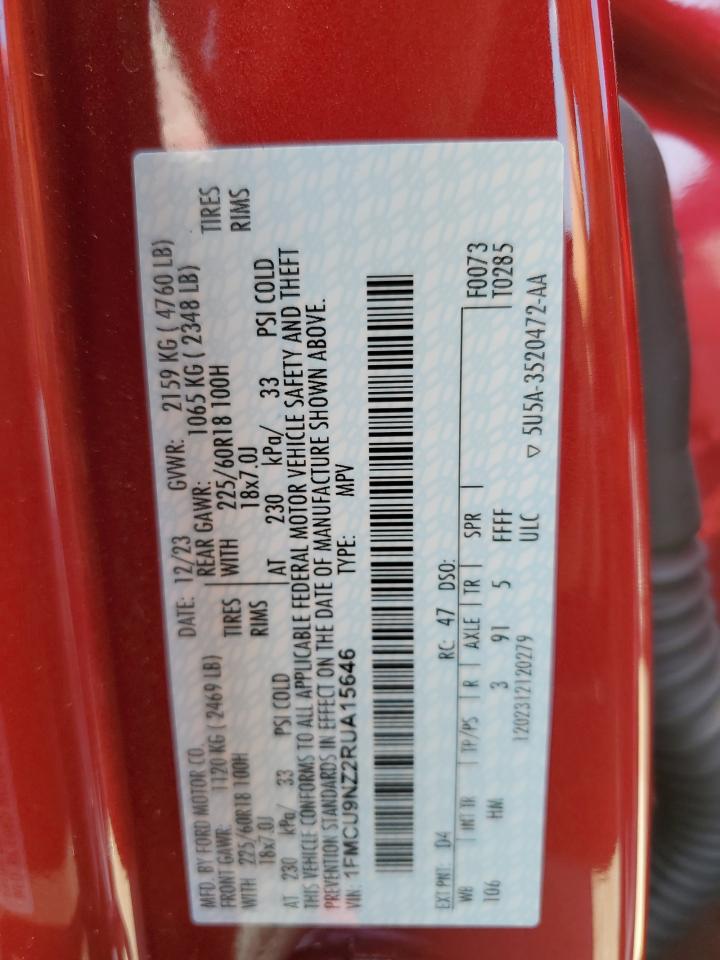 MFD. BY FORD MOTOR CO. DATE: 12/23 GVWR: 2159 KG ( 4760 LB)
FRONT GAWR: 1120 KG ( 2469 LB) REAR GAWR: 1065 KG ( 2348 LB)
WITH 225/60R18 100H TIRES WITH 225/60R18 100H TIRES
18x7.0J RIMS 18x7.0J RIMS
AT 230 kPa/ 33 PSI COLD AT 230 kPa/ 33 PSI COLD
THIS VEHICLE CONFORMS TO ALL APPLICABLE FEDERAL MOTOR VEHICLE SAFETY AND THEFT
PREVENTION STANDARDS IN EFFECT ON THE DATE OF MANUFACTURE SHOWN ABOVE.
VIN: 1FMCU9NZ2RUA15646 TYPE: MPV
EXT PNT: D4 RC: 47 DSO:
WB INT TR TP/PS R AXLE TR SPR F0073
106 HM 3 91 5 FFFF T0285
1202312120279 ULC ▽ 5U5A-3520472-AA